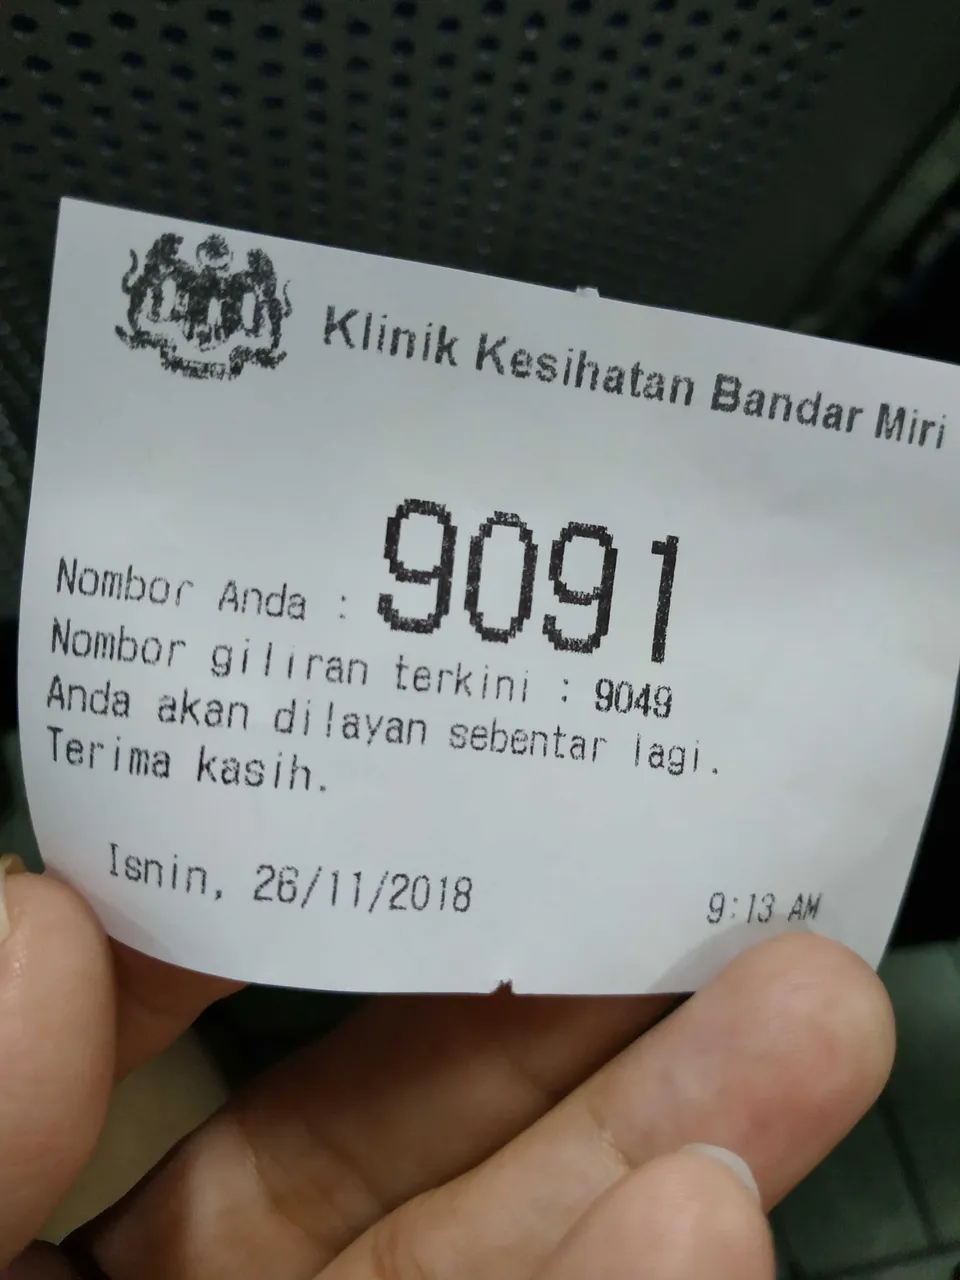 Klinik Kesihatan Bandar Miri
Nombor Anda : 9091
Nombor giliran terkini : 9049
Anda akan dilayan sebentar lagi.
Terima kasih.
Isnin, 26/11/2018 9:13 AM